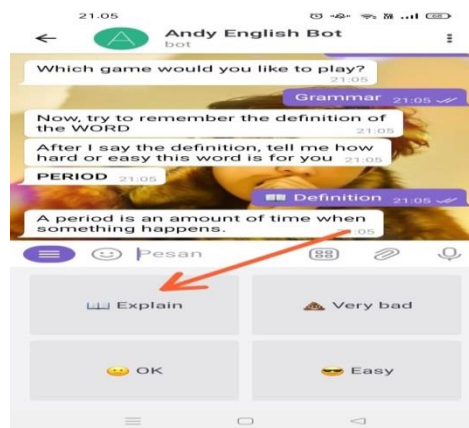 21.05
Andy English Bot
bot
Which game would you like to play?
21:05
Grammar 21:05
Now, try to remember the definition of
the WORD
21:05
After I say the definition, tell me how
hard or easy this word is for you 21:05
PERIOD 21:05
📖 Definition 21:05
A period is an amount of time when
something happens.
:05
Pesan
📖 Explain
💩 Very bad
😐 OK
😎 Easy